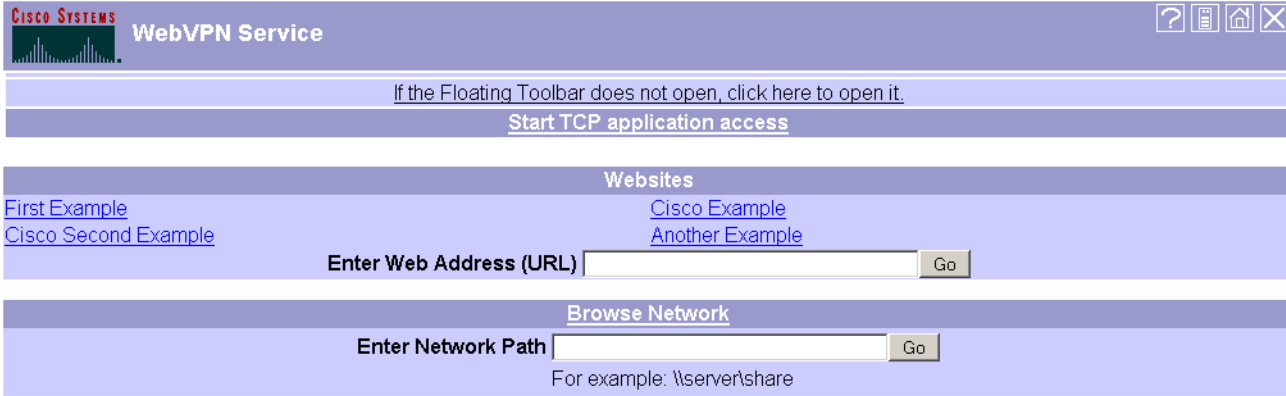 CISCO SYSTEMS
WebVPN Service
If the Floating Toolbar does not open, click here to open it.
Start TCP application access
Websites
First Example
Cisco Example
Cisco Second Example
Another Example
Enter Web Address (URL)
Go
Browse Network
Enter Network Path
Go
For example: \\server\share